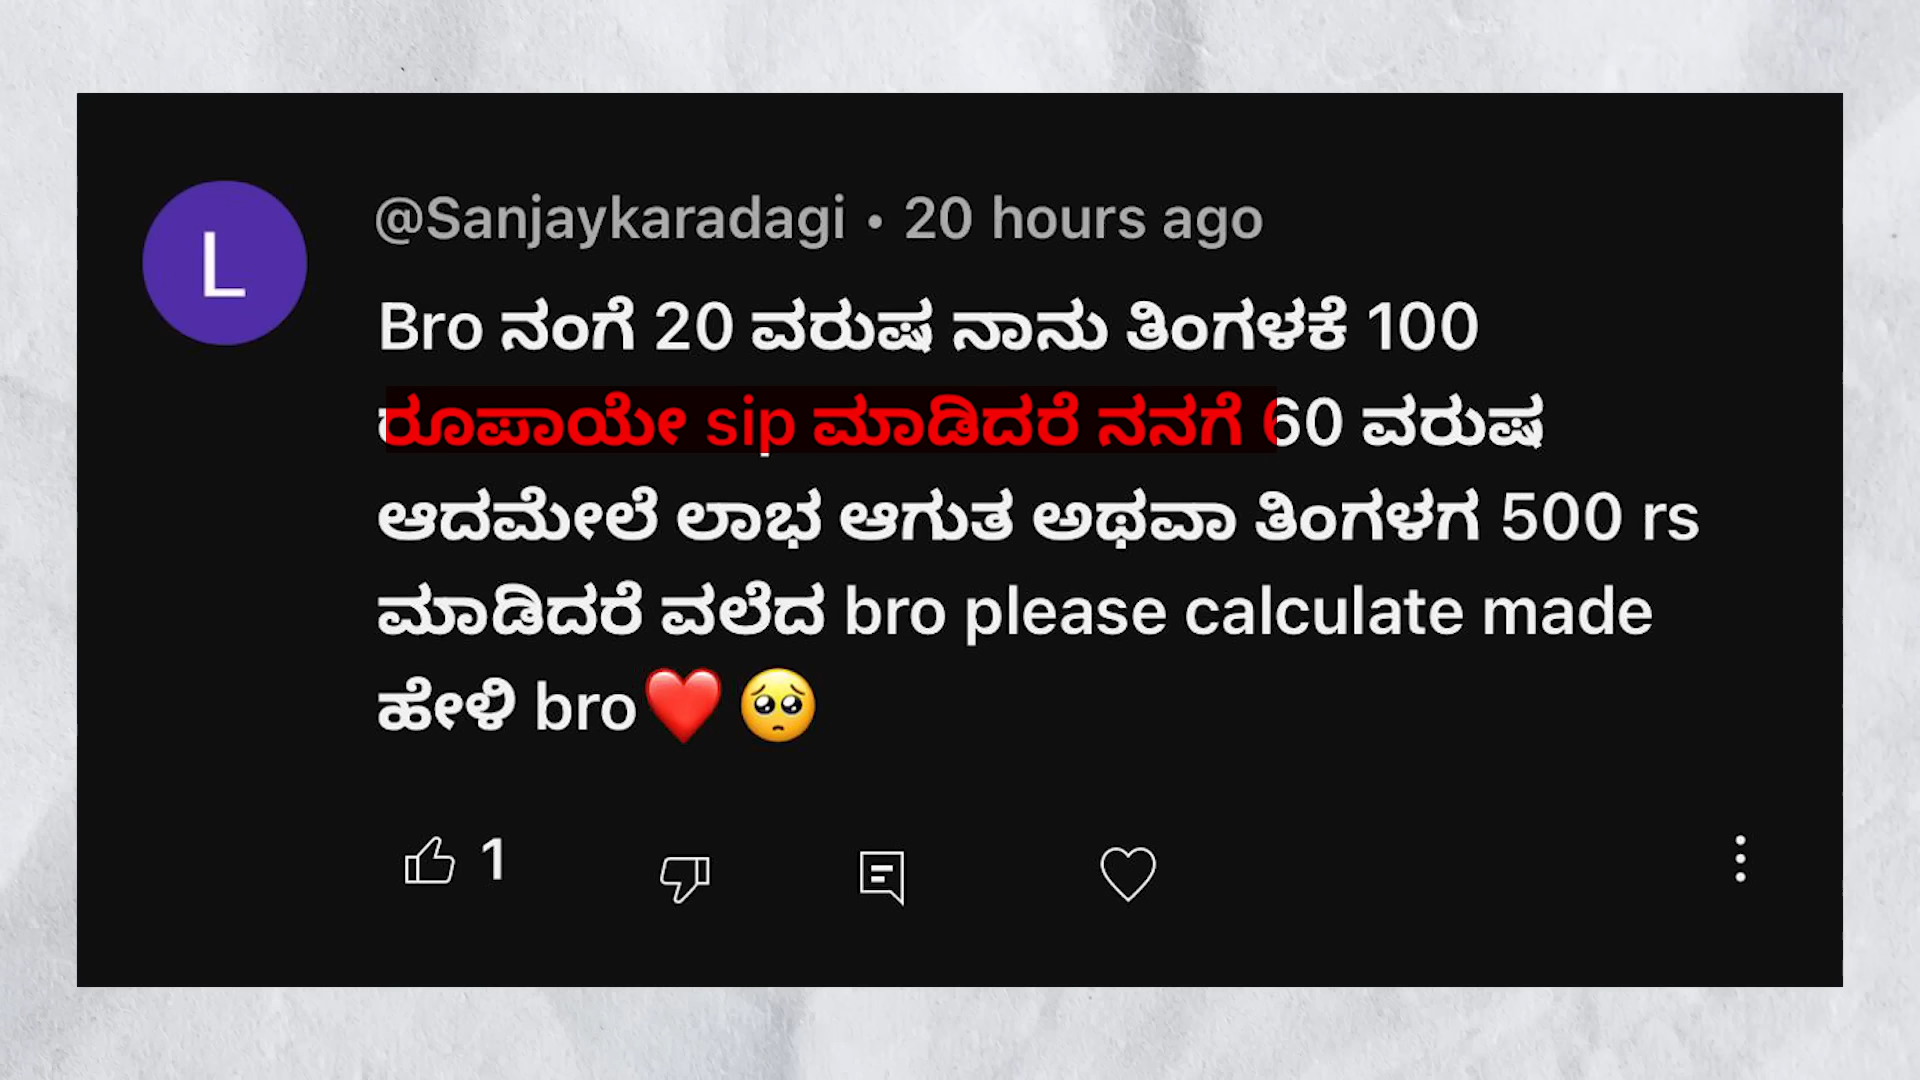 L
@Sanjaykaradagi • 20 hours ago
Bro ನಂಗೆ 20 ವರುಷ ನಾನು ತಿಂಗಳಕೆ 100
ರೂಪಾಯೇ sip ಮಾಡಿದರೆ ನನಗೆ 60 ವರುಷ
ಆದಮೇಲೆ ಲಾಭ ಆಗುತ ಅಥವಾ ತಿಂಗಳಗ 500 rs
ಮಾಡಿದರೆ ವಲೆದ bro please calculate made
ಹೇಳಿ bro❤️🥺
1